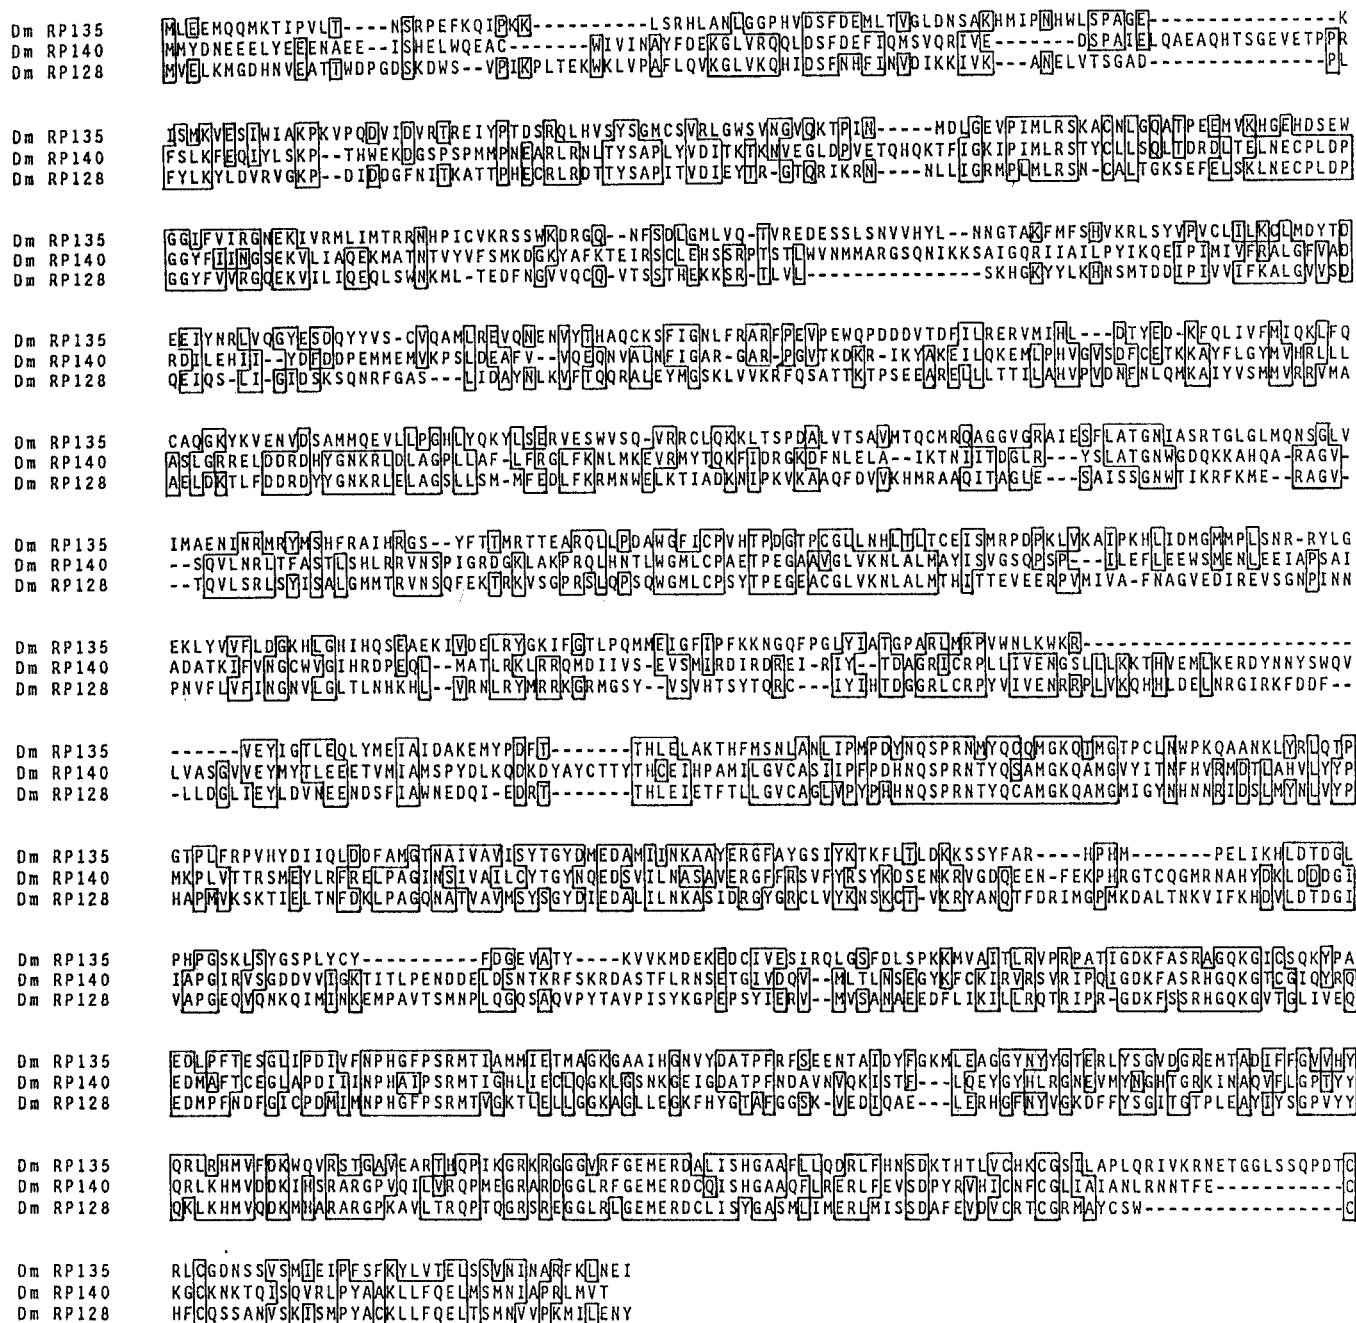 Dm RP135 MLEEMQQMKTIPVLT----NSRPEFKQIPKK----------LSRHLANLGGPHVDSFDEMLTVGLDNSAKHMIPNHWLSPAGE--------------K
Dm RP140 MMYDNEEELYEEENAEE--ISHELWQEAC-------WIVINAYFDEKGLVRQQLDSFDEFIQMSVQRIVE-------DSPAIELQAEAQHTSGEVETPPR
Dm RP128 MVELKMGDHNVEATTWDPGDSKDWS--VPIKPLTEKWKLVPAFLQVKGLVKQHIDSFNHFINVDIKKIVK---ANELVTSGAD---------------PL
Dm RP135 ISMKVESIWIAKPKVPQDVIDVRTREIYPTDSRQLHVSYSGMCSVRLGWSVNGVQKTPIN-----MDLGEVPIMLRSKACNLGQATPEEMVKHGEHDSEW
Dm RP140 FSLKFEQIYLSKP--THWEKDGSPSPMMPNEARLRNLTYSAPLYVDITKTKNVEGLDPVETQHQKTFIGKIPIMLRSTYCLLSQLTDRDLTELNECPLDP
Dm RP128 FYLKYLDVRVGKP--DIDDGFNITKATTPHECRLRDTTYSAPITVDIEYTR-GTQRIKRN-----NLLIGRMPLMLRSN-CALTGKSEFELSKLNECPLDP
Dm RP135 GGIFVIRGNEKIVRMLIMTRRNHPICVKRSSWKDRGQ--NFSDLGMLVQ-TVREDESSLSNVVHYL--NNGTAKFMFSHVKRLSYVPVCLILKCLMDYTD
Dm RP140 GGYFIINGSEKVLIAQEKMATNTVYVFSMKDGKYAFKTEIRSCLEHSSRPTSTLWVNMMARGSQNIKKSAIGQRIIAILPYIKQEIPIMIVFRALGFVAD
Dm RP128 GGYFVVRGQEKVILIQEQLSWNKML-TEDFNGVVQCQ-VTSSTHEKKSR-TLVL---------------SKHGKYYLKHNSMTDDIPIVVIFKALGVVSD
Dm RP135 EEIYNRLVQGYESDQYYVS-CVQAMLREVQNENVYTHAQCKSFIGNLFRARFPEVPEWQPDDDVTDFILRERVMIHL---DTYED-KFQLIVFMIQKLFQ
Dm RP140 RDILEHII--YDFDDPEMMEMVKPSLDEAFV--VQEQNVALNFIGAR-GAR-PGVTKDKR-IKYAKEILQKEMLPHVGVSDFCETKKAYFLGYMVHRLLL
Dm RP128 QEIQS-LI-GIDSKSQNRFGAS---LIDAYNLKVFTQQRALEYMGSKLVVKRFQSATTKTPSEEARELLLTTILAHVPVDNFNLQMKAIYVSMMVRRVMA
Dm RP135 CAQGKYKVENVDSAMMQEVLLPGHLYQKYLSERVESWVSQ-VRRCLQKKLTSPDALVTSAVMTQCMRQAGGVGRAIESFLATGNIASRTGLGLMQNSGLV
Dm RP140 ASLGRRELDDRDHYGNKRLDLAGPLLAF-LFRGLFKNLMKEVRMYTQKFIDRGKDFNLELA--IKTNIITDGLR---YSLATGNWGDQKKAHQA-RAGV-
Dm RP128 AELDKTLFDDRDYYGNKRLELAGSLLSM-MFEDLFKRMNWELKTIADKNIPKVKAAQFDVVKHMRAAQITAGLE---SAISSGNWTIKRFKME--RAGV-
Dm RP135 IMAENINRMRYMSHFRAIHRGS--YFTTMRTTEARQLLPDAWGFICPVHTPDGTPCGLLNHLTLTCEISMRPDPKLVKAIPKHLIDMGMMPLSNR-RYLG
Dm RP140 --SQVLNRLTFASTLSHLRRVNSPIGRDGKLAKPRQLHNTLWGMLCPAETPEGAAVGLVKNLALMAYISVGSQPSP---ILEFLEEWSMENLEEIAPSAI
Dm RP128 --TQVLSRLSYISALGMMTRVNSQFEKTRKVSGPRSLQPSQWGMLCPSYTPEGEACGLVKNLALMTHITTEVEERPVMIVA-FNAGVEDIREVSGNPINN
Dm RP135 EKLYVVFLDGKHLGHIHQSEAEKIVDELRYGKIFGTLPQMMEIGFIPFKKNGQFPGLYIATGPARLMRPVWNLKWKR-----------------------
Dm RP140 ADATKIFVNGCWVGIHRDPEQL--MATLRKLRRQMDIIVS-EVSMIRDIRDREI-RIY--TDAGRICRPLLIVENGSLLLKKTHVEMLKERDYNNYSWQV
Dm RP128 PNVFLVFINGNVLGLTLNHKHL--VRNLRYMRRKGRMGSY--VSVHTSYTQRC---IYIHTDGGRLCRPYVIVENRRPLVKQHHLDELNRGIRKFDDF--
Dm RP135 ------VEYIGTLEQLYMEIAIDAKEMYPDFT-------THLELAKTHFMSNLANLIPMPDYNQSPRNMYQCQMGKQTMGTPCLNWPKQAANKLYRLQTP
Dm RP140 LVASGVVEYMYTLEEETVMIAMSPYDLKQDKDYAYCTTYTHCEIHPAMILGVCASIIPFPDHNQSPRNTYQSAMGKQAMGVYITNFHVRMDTLAHVLYYP
Dm RP128 -LLDGLIEYLDVNEENDSFIAWNEDQI-EDRT-------THLEIETFTLLGVCAGLVPYPHHNQSPRNTYQCAMGKQAMGMIGYNHNNRIDSLMYNLVYP
Dm RP135 GTPLFRPVHYDIIQLDDFAMGTNAIVAVISYTGYDMEDAMIINKAAYERGFAYGSIYKTKFLTLDKKSSYFAR----HPHM-------PELIKHLDTDGL
Dm RP140 MKPLVTTRSMEYLRFRELPAGINSIVAILCYTGYNQEDSVILNASAVERGFFRSVFYRSYKDSENKRVGDQEEN-FEKPHRGTCQGMRNAHYDKLDDDGI
Dm RP128 HAPMVKSKTIELTNFDKLPAGQNATVAVMSYSGYDIEDALILNKASIDRGYGRCLVYKNSKCT-VKRYANQTFDRIMGPMKDALTNKVIFKHDVLDTDGI
Dm RP135 PHPGSKLSYGSPLYCY------FDGEVATY----KVVKMDEKEDCIVESIRQLGSFDLSPKKMVAITLRVPRPATIGDKFASRAGQKGICSQKYPA
Dm RP140 IAPGIRVSGDDVVIGKTITLPENDDELDSNTKRFSKRDASTFLRNSETGIVDQV--MLTLNSEGYKFCKIRVRSVRIPQIGDKFASRHGQKGTCGIQYRQ
Dm RP128 VAPGEQVQNKQIMINKEMPAVTSMNPLQGQSAQVPYTAVPISYKGPEPSYIERV--MVSANAEEDFLIKILLRQTRIPR-GDKFSSRHGQKGVTGLIVEQ
Dm RP135 EDLPFTESGLIPDIVFNPHGFPSRMTIAMMIETMAGKGAAIHGNVYDATPFRFSEENTAIDYFGKMLEAGGYNYYGTERLYSGVDGREMTADIFFGVVHY
Dm RP140 EDMAFTCEGLAPDIIINPHAIPSRMTIGHLIECLQGKLGSNKGEIGDATPFNDAVNVQKISTF---LQEYGYHLRGNEVMYNGHTGRKINAQVFLGPTYY
Dm RP128 EDMPFNDFGICPDMIMNPHGFPSRMTVGKTLELLGGKAGLLEGKFHYGTAFGGSK-VEDIQAE---LERHGFNYVGKDFFYSGITGTPLEAYIYSGPVYY
Dm RP135 QRLRHMVFDKWQVRSTGAVEARTHQPIKGRKRGGGVRFGEMERDALISHGAAFLLQDRLFHNSDKTHTLVCHKCGSILAPLQRIVKRNETGGLSSQPDTC
Dm RP140 QRLKHMVDDKIHSRARGPVQILVRQPMEGRARDGGLRFGEMERDCQISHGAAQFLRERLFEVSDPYRVHICNFCGLIAIANLRNNTFE-----------C
Dm RP128 QKLKHMVQDKMHARARGPKAVLTRQPTQGRSREGGLRLGEMERDCLISYGASMLIMERLMISSDAFEVDVCRTCGRMAYCSW-----------------C
Dm RP135 RLCGDNSSVSMIEIPFSFKYLVTELSSVNINARFKLNEI
Dm RP140 KGCKNKTQISQVRLPYAAKLLFQELMSMNIAPRLMVT
Dm RP128 HFCQSSANVSKISMPYACKLLFQELTSMNVVPKMILENY